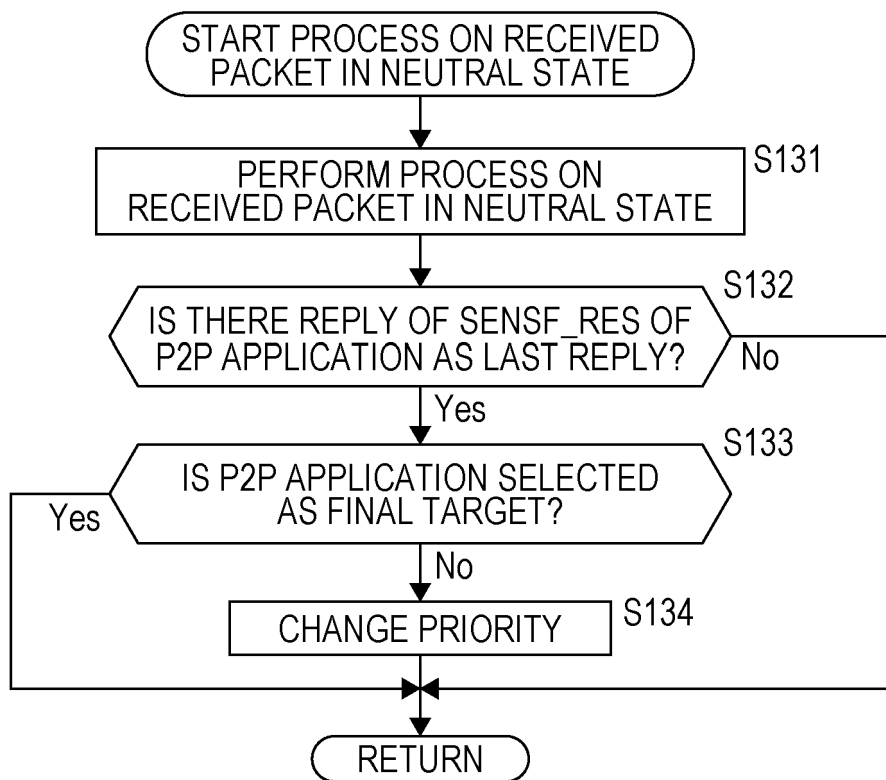 START PROCESS ON RECEIVED
PACKET IN NEUTRAL STATE
S131
PERFORM PROCESS ON
RECEIVED PACKET IN NEUTRAL STATE
S132
IS THERE REPLY OF SENSF_RES OF
P2P APPLICATION AS LAST REPLY?
No
Yes
S133
IS P2P APPLICATION SELECTED
AS FINAL TARGET?
Yes
No
S134
CHANGE PRIORITY
RETURN